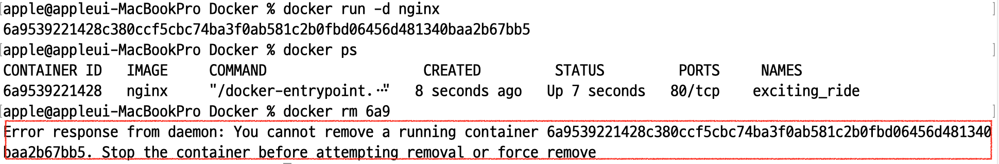 [apple@appleui-MacBookPro Docker % docker run -d nginx ]
6a9539221428c380ccf5cbc74ba3f0ab581c2b0fbd06456d481340baa2b67bb5
[apple@appleui-MacBookPro Docker % docker ps ]
CONTAINER ID IMAGE COMMAND CREATED STATUS PORTS NAMES
6a9539221428 nginx "/docker-entrypoint.…" 8 seconds ago Up 7 seconds 80/tcp exciting_ride
[apple@appleui-MacBookPro Docker % docker rm 6a9 ]
Error response from daemon: You cannot remove a running container 6a9539221428c380ccf5cbc74ba3f0ab581c2b0fbd06456d481340
baa2b67bb5. Stop the container before attempting removal or force remove